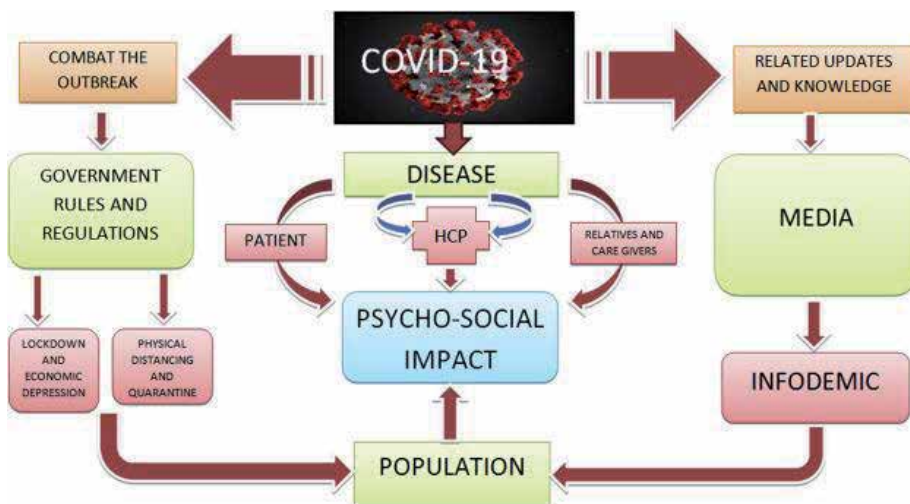 COVID-19
COMBAT THE
OUTBREAK
RELATED UPDATES
AND KNOWLEDGE
GOVERNMENT
RULES AND
REGULATIONS
DISEASE
MEDIA
PATIENT
HCP
RELATIVES AND
CARE GIVERS
PSYCHO-SOCIAL
IMPACT
LOCKDOWN
AND
ECONOMIC
DEPRESSION
PHYSICAL
DISTANCING
AND
QUARANTINE
INFODEMIC
POPULATION